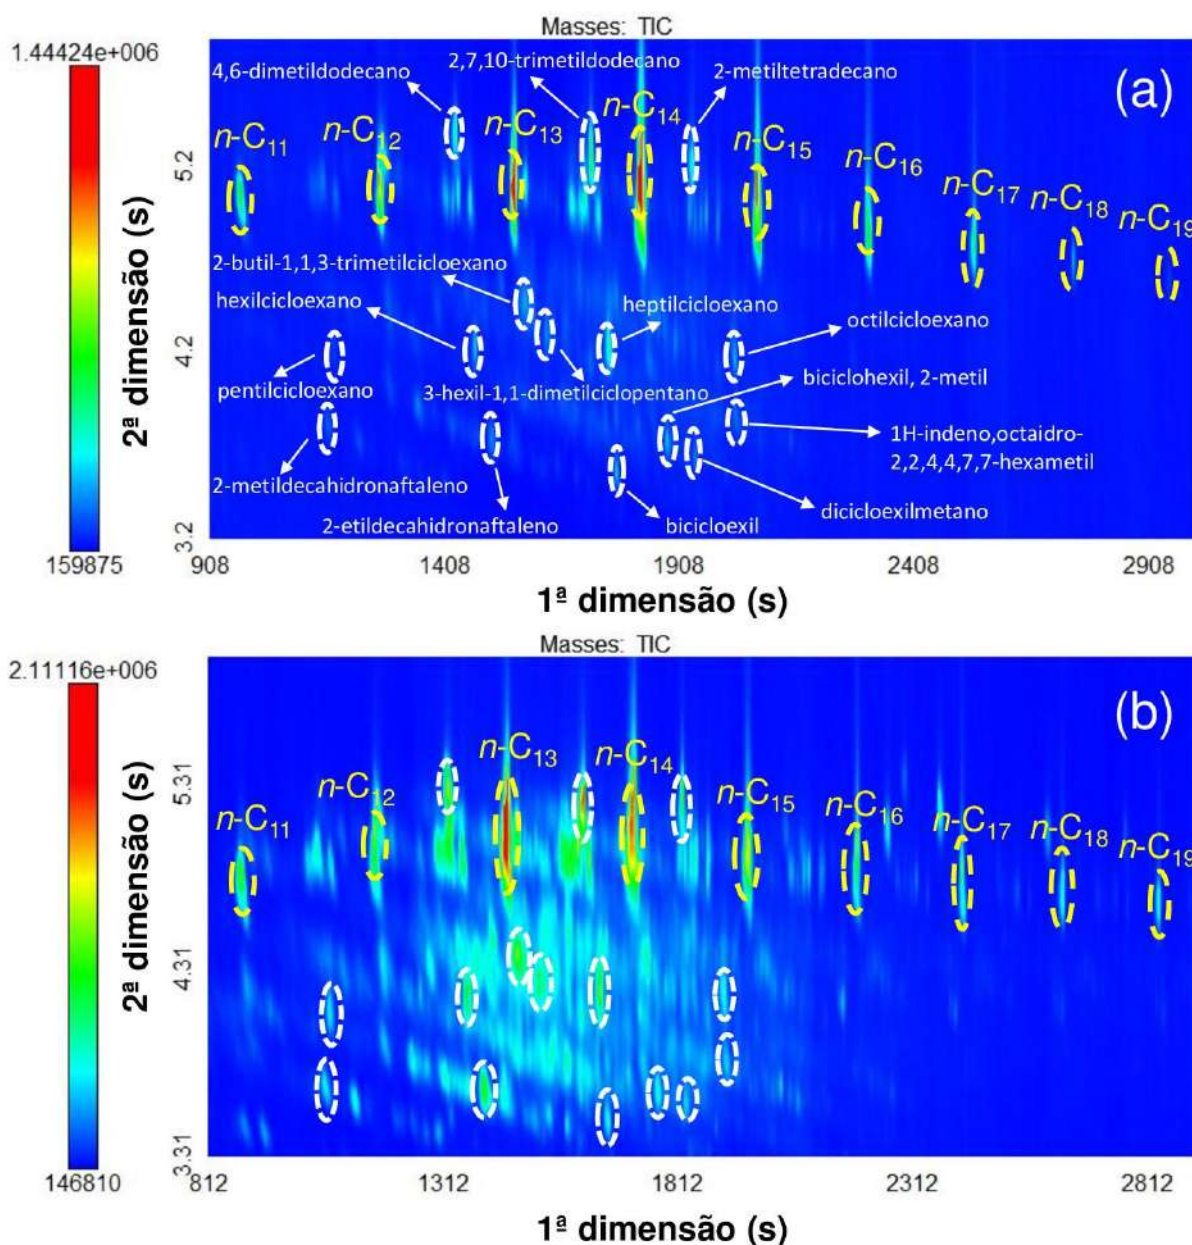 Masses: TIC
1.44424e+006
(a)
4,6-dimetildodecano
2,7,10-trimetildodecano
2-metiltetradecano
n-C11
n-C12
n-C13
n-C14
n-C15
n-C16
n-C17
n-C18
n-C19
2-butil-1,1,3-trimetilcicloexano
hexilcicloexano
heptilcicloexano
octilcicloexano
pentilcicloexano
3-hexil-1,1-dimetilciclopentano
biciclohexil, 2-metil
1H-indeno,octaidro-
2,2,4,4,7,7-hexametil
2-metildecahidronaftaleno
2-etildecahidronaftaleno
bicicloexil
dicicloexilmetano
2ª dimensão (s)
5.2
4.2
3.2
159875
908
1408
1908
2408
2908
1ª dimensão (s)
Masses: TIC
2.11116e+006
(b)
n-C11
n-C12
n-C13
n-C14
n-C15
n-C16
n-C17
n-C18
n-C19
2ª dimensão (s)
5.31
4.31
3.31
146810
812
1312
1812
2312
2812
1ª dimensão (s)